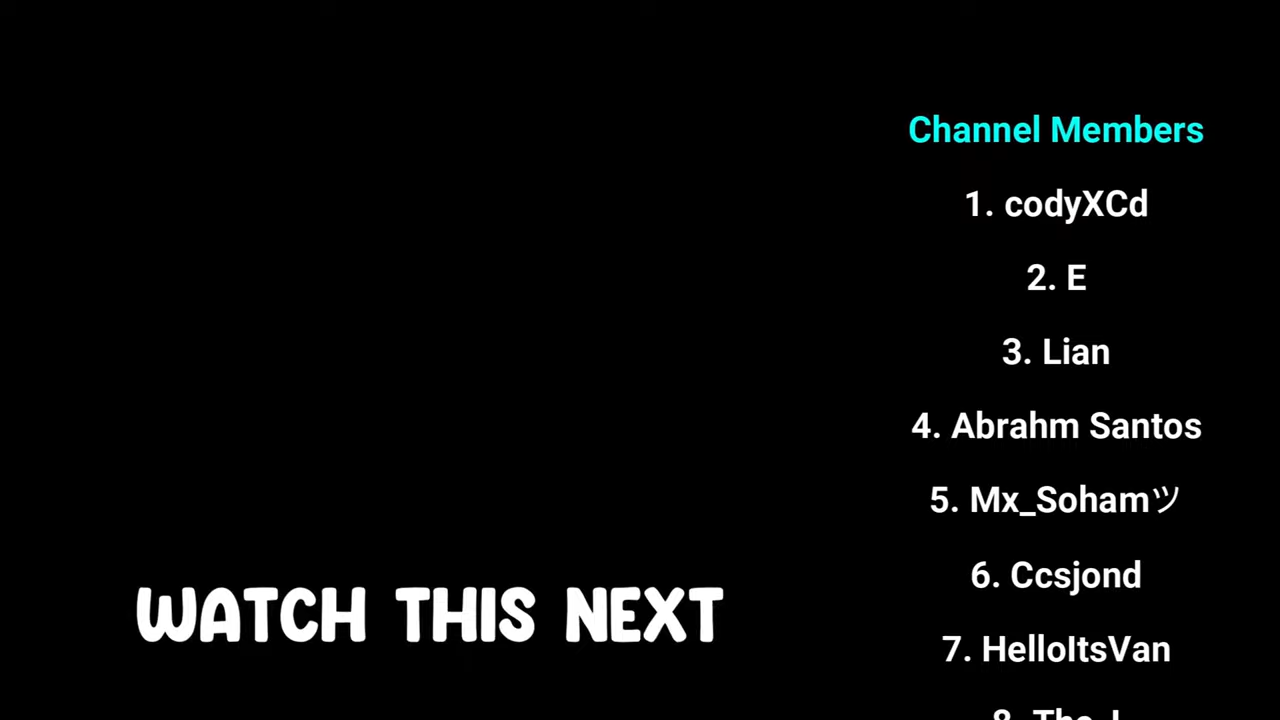 Channel Members
1. codyXCd
2. E
3. Lian
4. Abrahm Santos
5. Mx_Sohamツ
6. Ccsjond
7. HelloItsVan
WATCH THIS NEXT